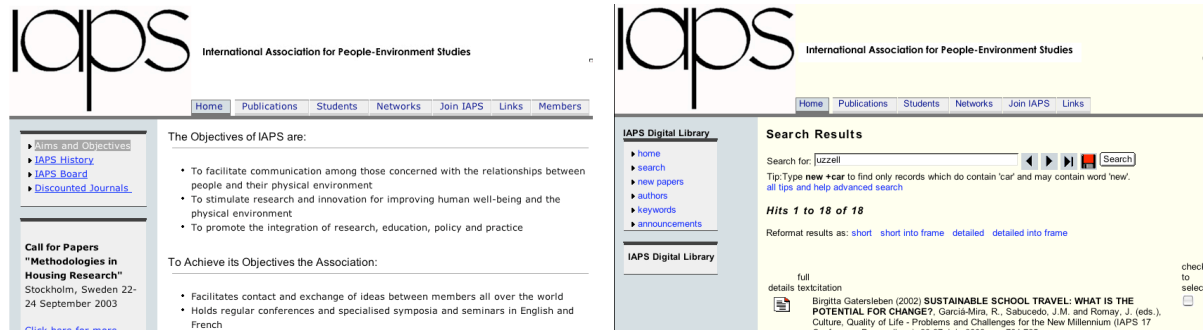 iaps
International Association for People-Environment Studies
Home Publications Students Networks Join IAPS Links Members
Aims and Objectives
IAPS History
IAPS Board
Discounted Journals
Call for Papers
"Methodologies in
Housing Research"
Stockholm, Sweden 22-
24 September 2003
Click here for more
The Objectives of IAPS are:
• To facilitate communication among those concerned with the relationships between
people and their physical environment
• To stimulate research and innovation for improving human well-being and the
physical environment
• To promote the integration of research, education, policy and practice
To Achieve its Objectives the Association:
• Facilitates contact and exchange of ideas between members all over the world
• Holds regular conferences and specialised symposia and seminars in English and
French
iaps
International Association for People-Environment Studies
Home Publications Students Networks Join IAPS Links
IAPS Digital Library
home
search
new papers
authors
keywords
announcements
IAPS Digital Library
Search Results
Search for: uzzell Search
Tip:Type new +car to find only records which do contain 'car' and may contain word 'new'.
all tips and help advanced search
Hits 1 to 18 of 18
Reformat results as: short short into frame detailed detailed into frame
check
to
selec
full
details textcitation
Birgitta Gatersleben (2002) SUSTAINABLE SCHOOL TRAVEL: WHAT IS THE
POTENTIAL FOR CHANGE?, Garciá-Mira, R., Sabucedo, J.M. and Romay, J. (eds.),
Culture, Quality of Life - Problems and Challenges for the New Millennium (IAPS 17